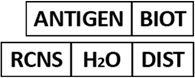 ANTIGEN BIOT
RCNS H₂O DIST